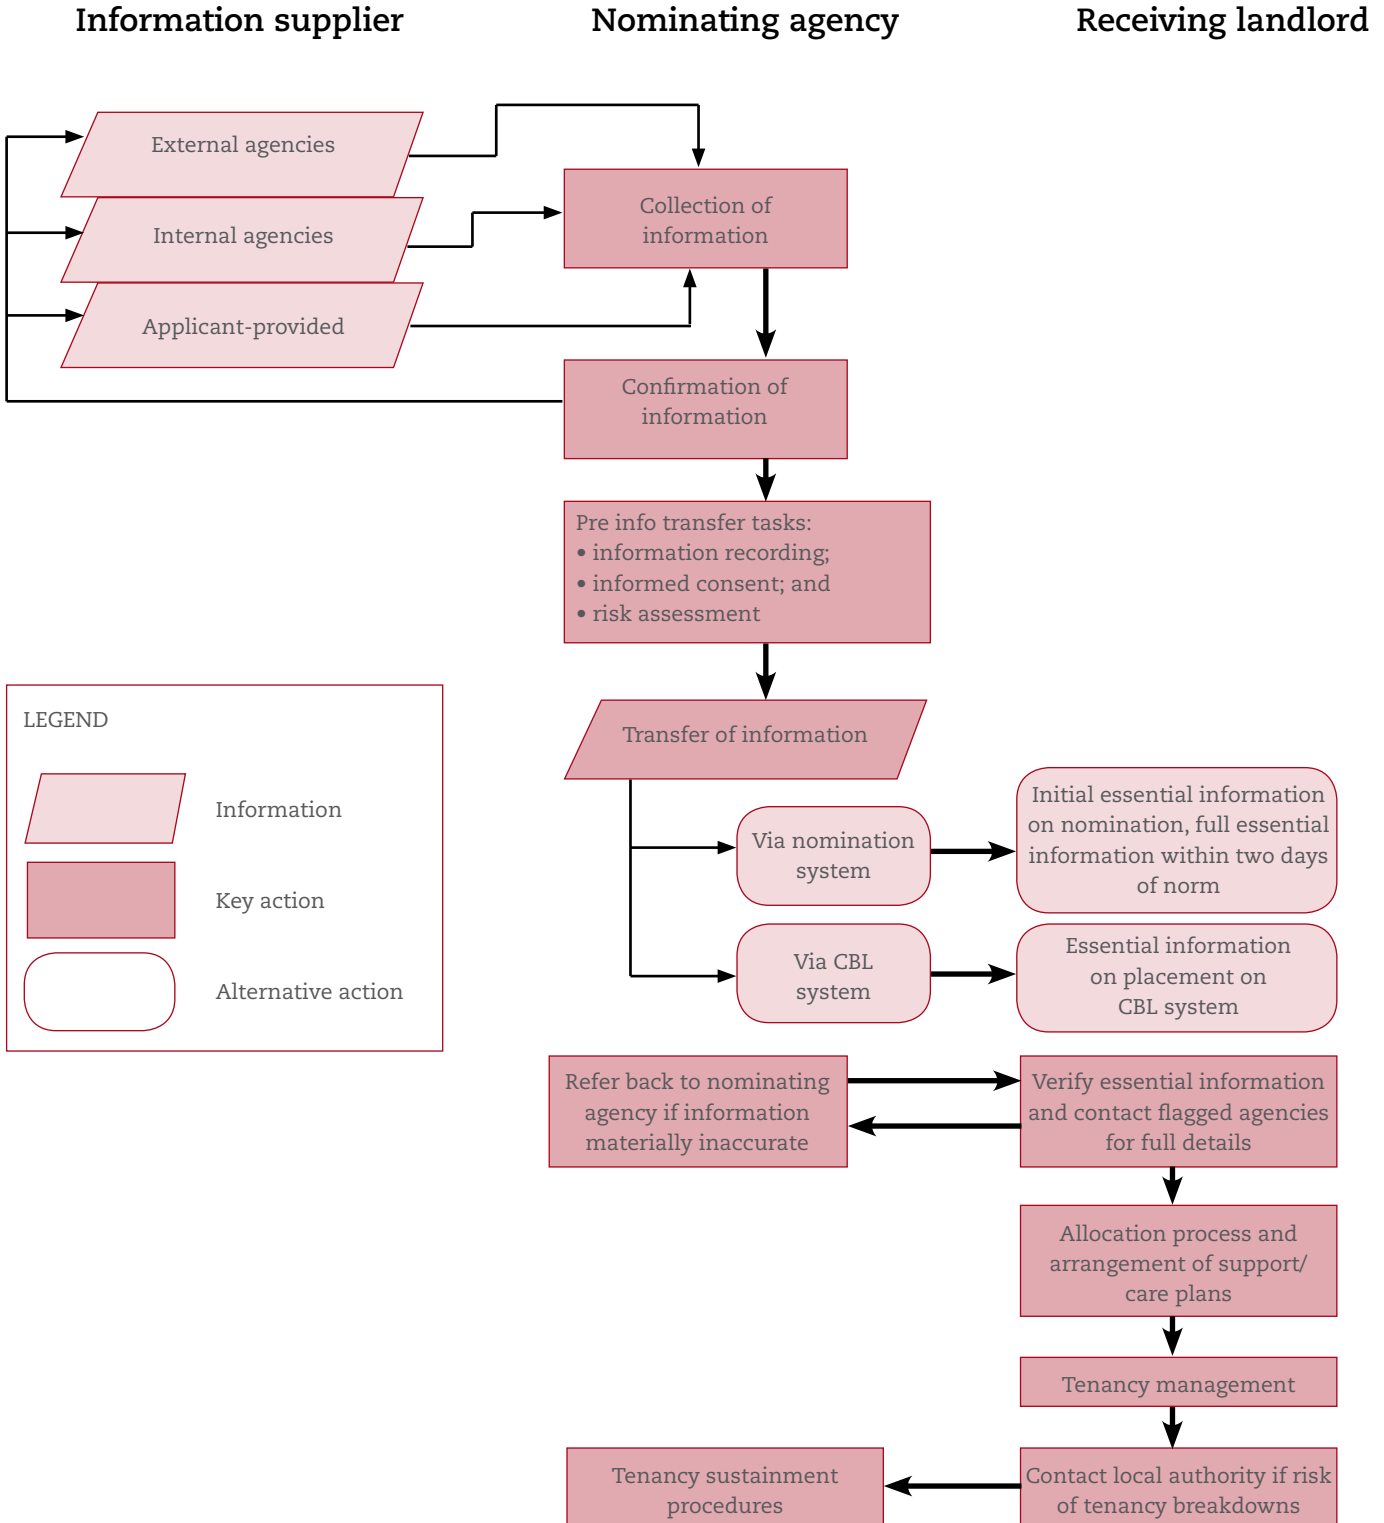 Information supplier
Nominating agency
Receiving landlord
External agencies
Internal agencies
Applicant-provided
Collection of
information
Confirmation of
information
Pre info transfer tasks:
• information recording;
• informed consent; and
• risk assessment
Transfer of information
LEGEND
Information
Key action
Alternative action
Via nomination
system
Initial essential information
on nomination, full essential
information within two days
of norm
Via CBL
system
Essential information
on placement on
CBL system
Refer back to nominating
agency if information
materially inaccurate
Verify essential information
and contact flagged agencies
for full details
Allocation process and
arrangement of support/
care plans
Tenancy management
Tenancy sustainment
procedures
Contact local authority if risk
of tenancy breakdowns